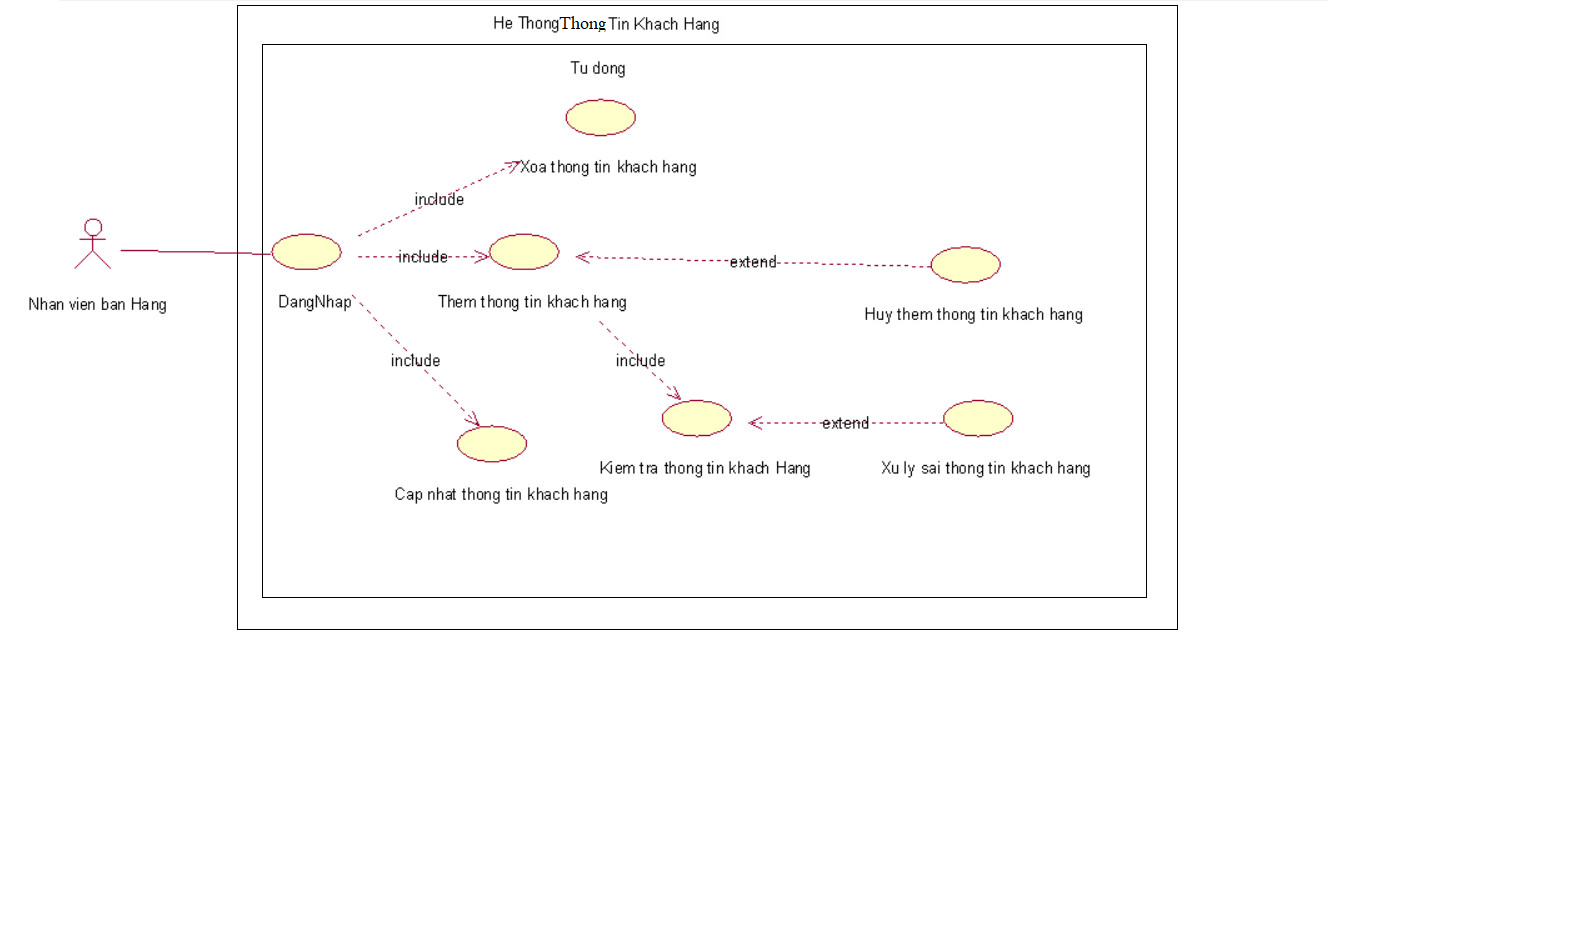 He ThongThong Tin Khach Hang
Tu dong
Xoa thong tin khach hang
include
include
extend
Nhan vien ban Hang
DangNhap
Them thong tin khach hang
Huy them thong tin khach hang
include
include
extend
Kiem tra thong tin khach Hang
Xu ly sai thong tin khach hang
Cap nhat thong tin khach hang